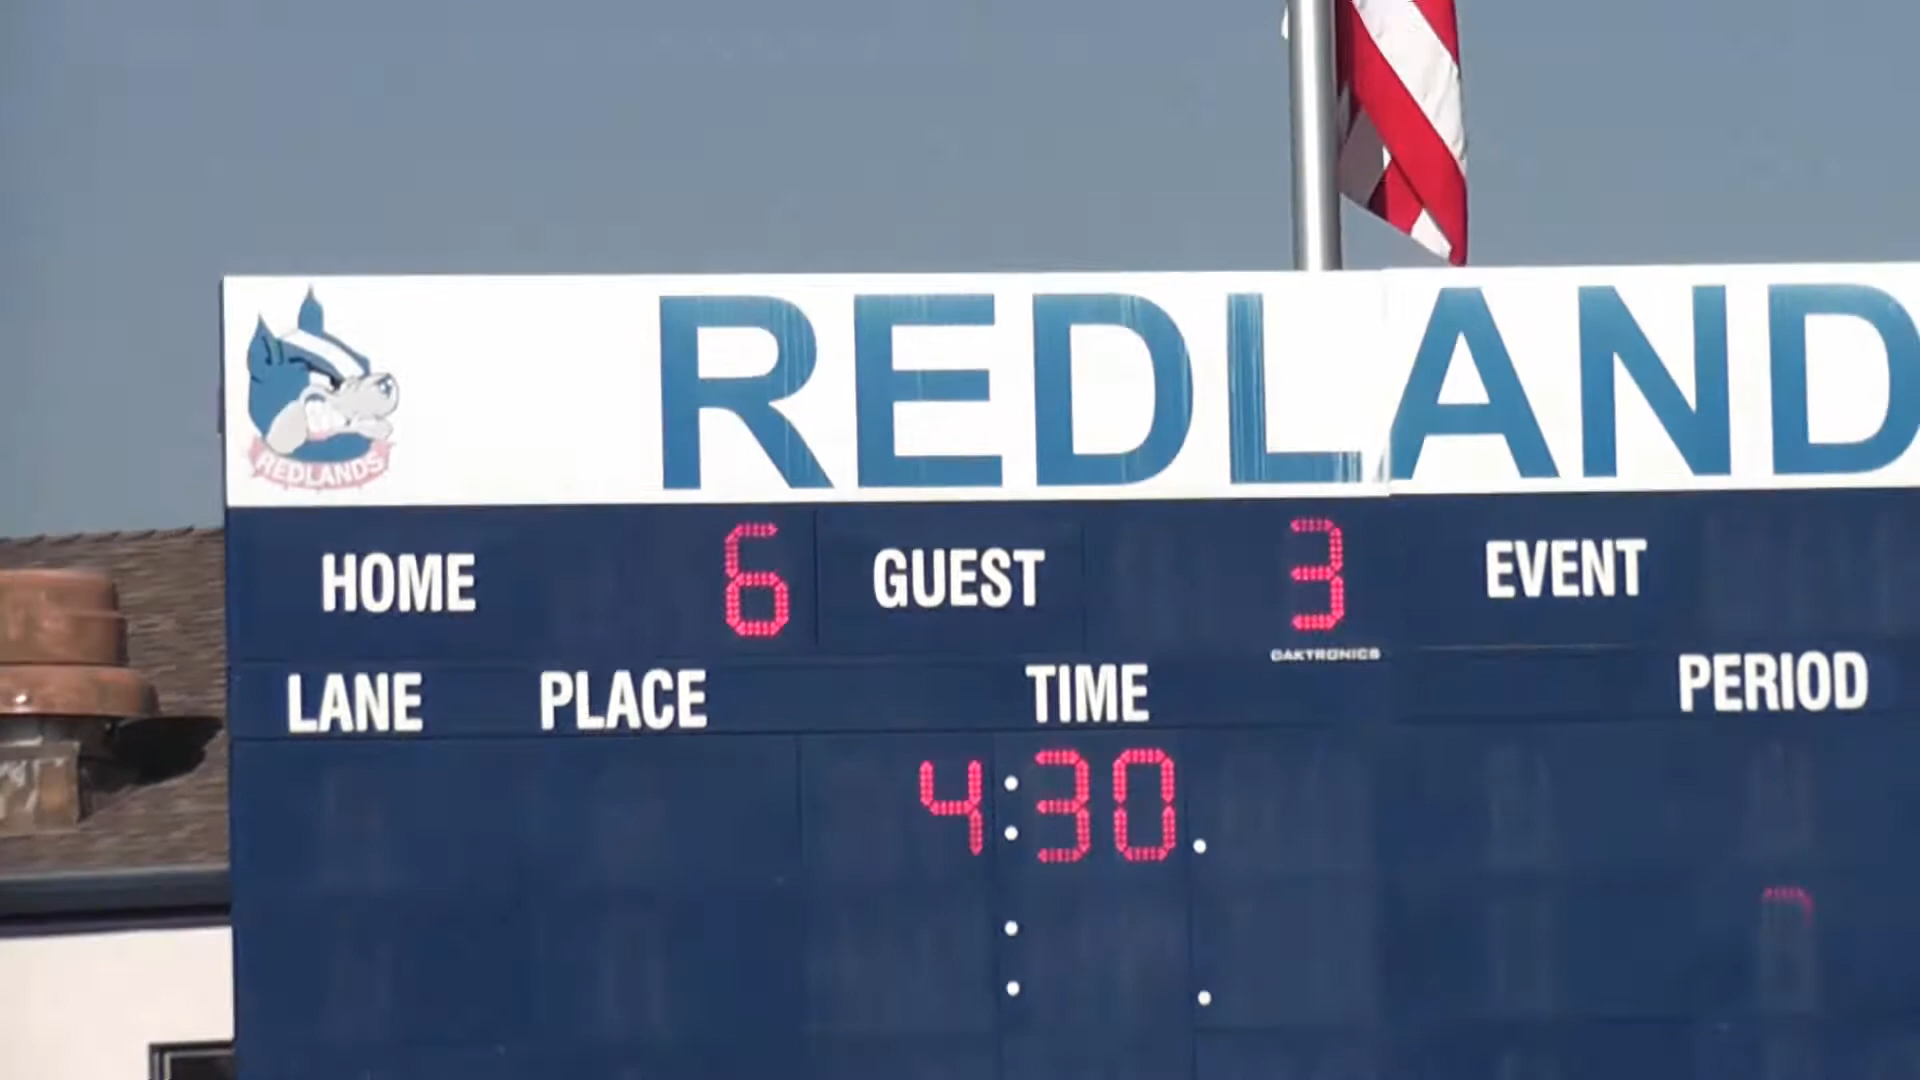 REDLAND
REDLANDS
HOME 6 GUEST 3 EVENT
DAKTRONICS
LANE PLACE TIME PERIOD
4:30.